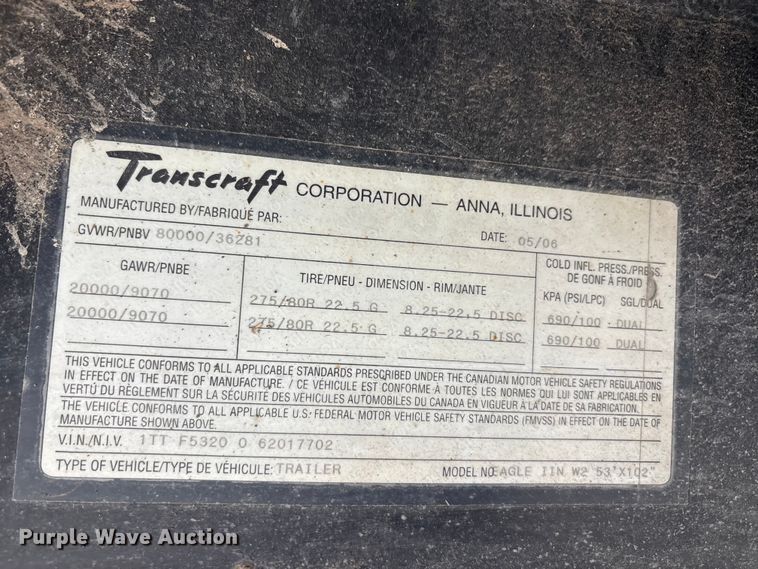 Transcraft CORPORATION — ANNA, ILLINOIS
MANUFACTURED BY/FABRIQUÉ PAR:
DATE: 05/06
GVWR/PNBV 80000/36281
GAWR/PNBE
TIRE/PNEU - DIMENSION - RIM/JANTE
COLD INFL. PRESS./PRESS.
DE GONF À FROID
KPA (PSI/LPC) SGL/DUAL
20000/9070 275/80R 22.5 G 8.25-22.5 DISC 690/100 DUAL
20000/9070 275/80R 22.5 G 8.25-22.5 DISC 690/100 DUAL
THIS VEHICLE CONFORMS TO ALL APPLICABLE STANDARDS PRESCRIBED UNDER THE CANADIAN MOTOR VEHICLE SAFETY REGULATIONS
IN EFFECT ON THE DATE OF MANUFACTURE. / CE VÉHICULE EST CONFORME À TOUTES LES NORMES QUI LUI SONT APPLICABLES EN
VERTÚ DU RÈGLEMENT SUR LA SÉCURITÉ DES VÉHICULES AUTOMOBILES DU CANADA EN VIGUEUR À LA DATE DE SA FABRICATION.
THE VEHICLE CONFORMS TO ALL APPLICABLE U.S. FEDERAL MOTOR VEHICLE SAFETY STANDARDS (FMVSS) IN EFFECT ON THE DATE OF
MANUFACTURE SHOWN ABOVE.
V.I.N./N.I.V. 1TT F5320 0 62017702
TYPE OF VEHICLE/TYPE DE VÉHICULE: TRAILER MODEL NO EAGLE IIN W2 53'X102"
Purple Wave Auction